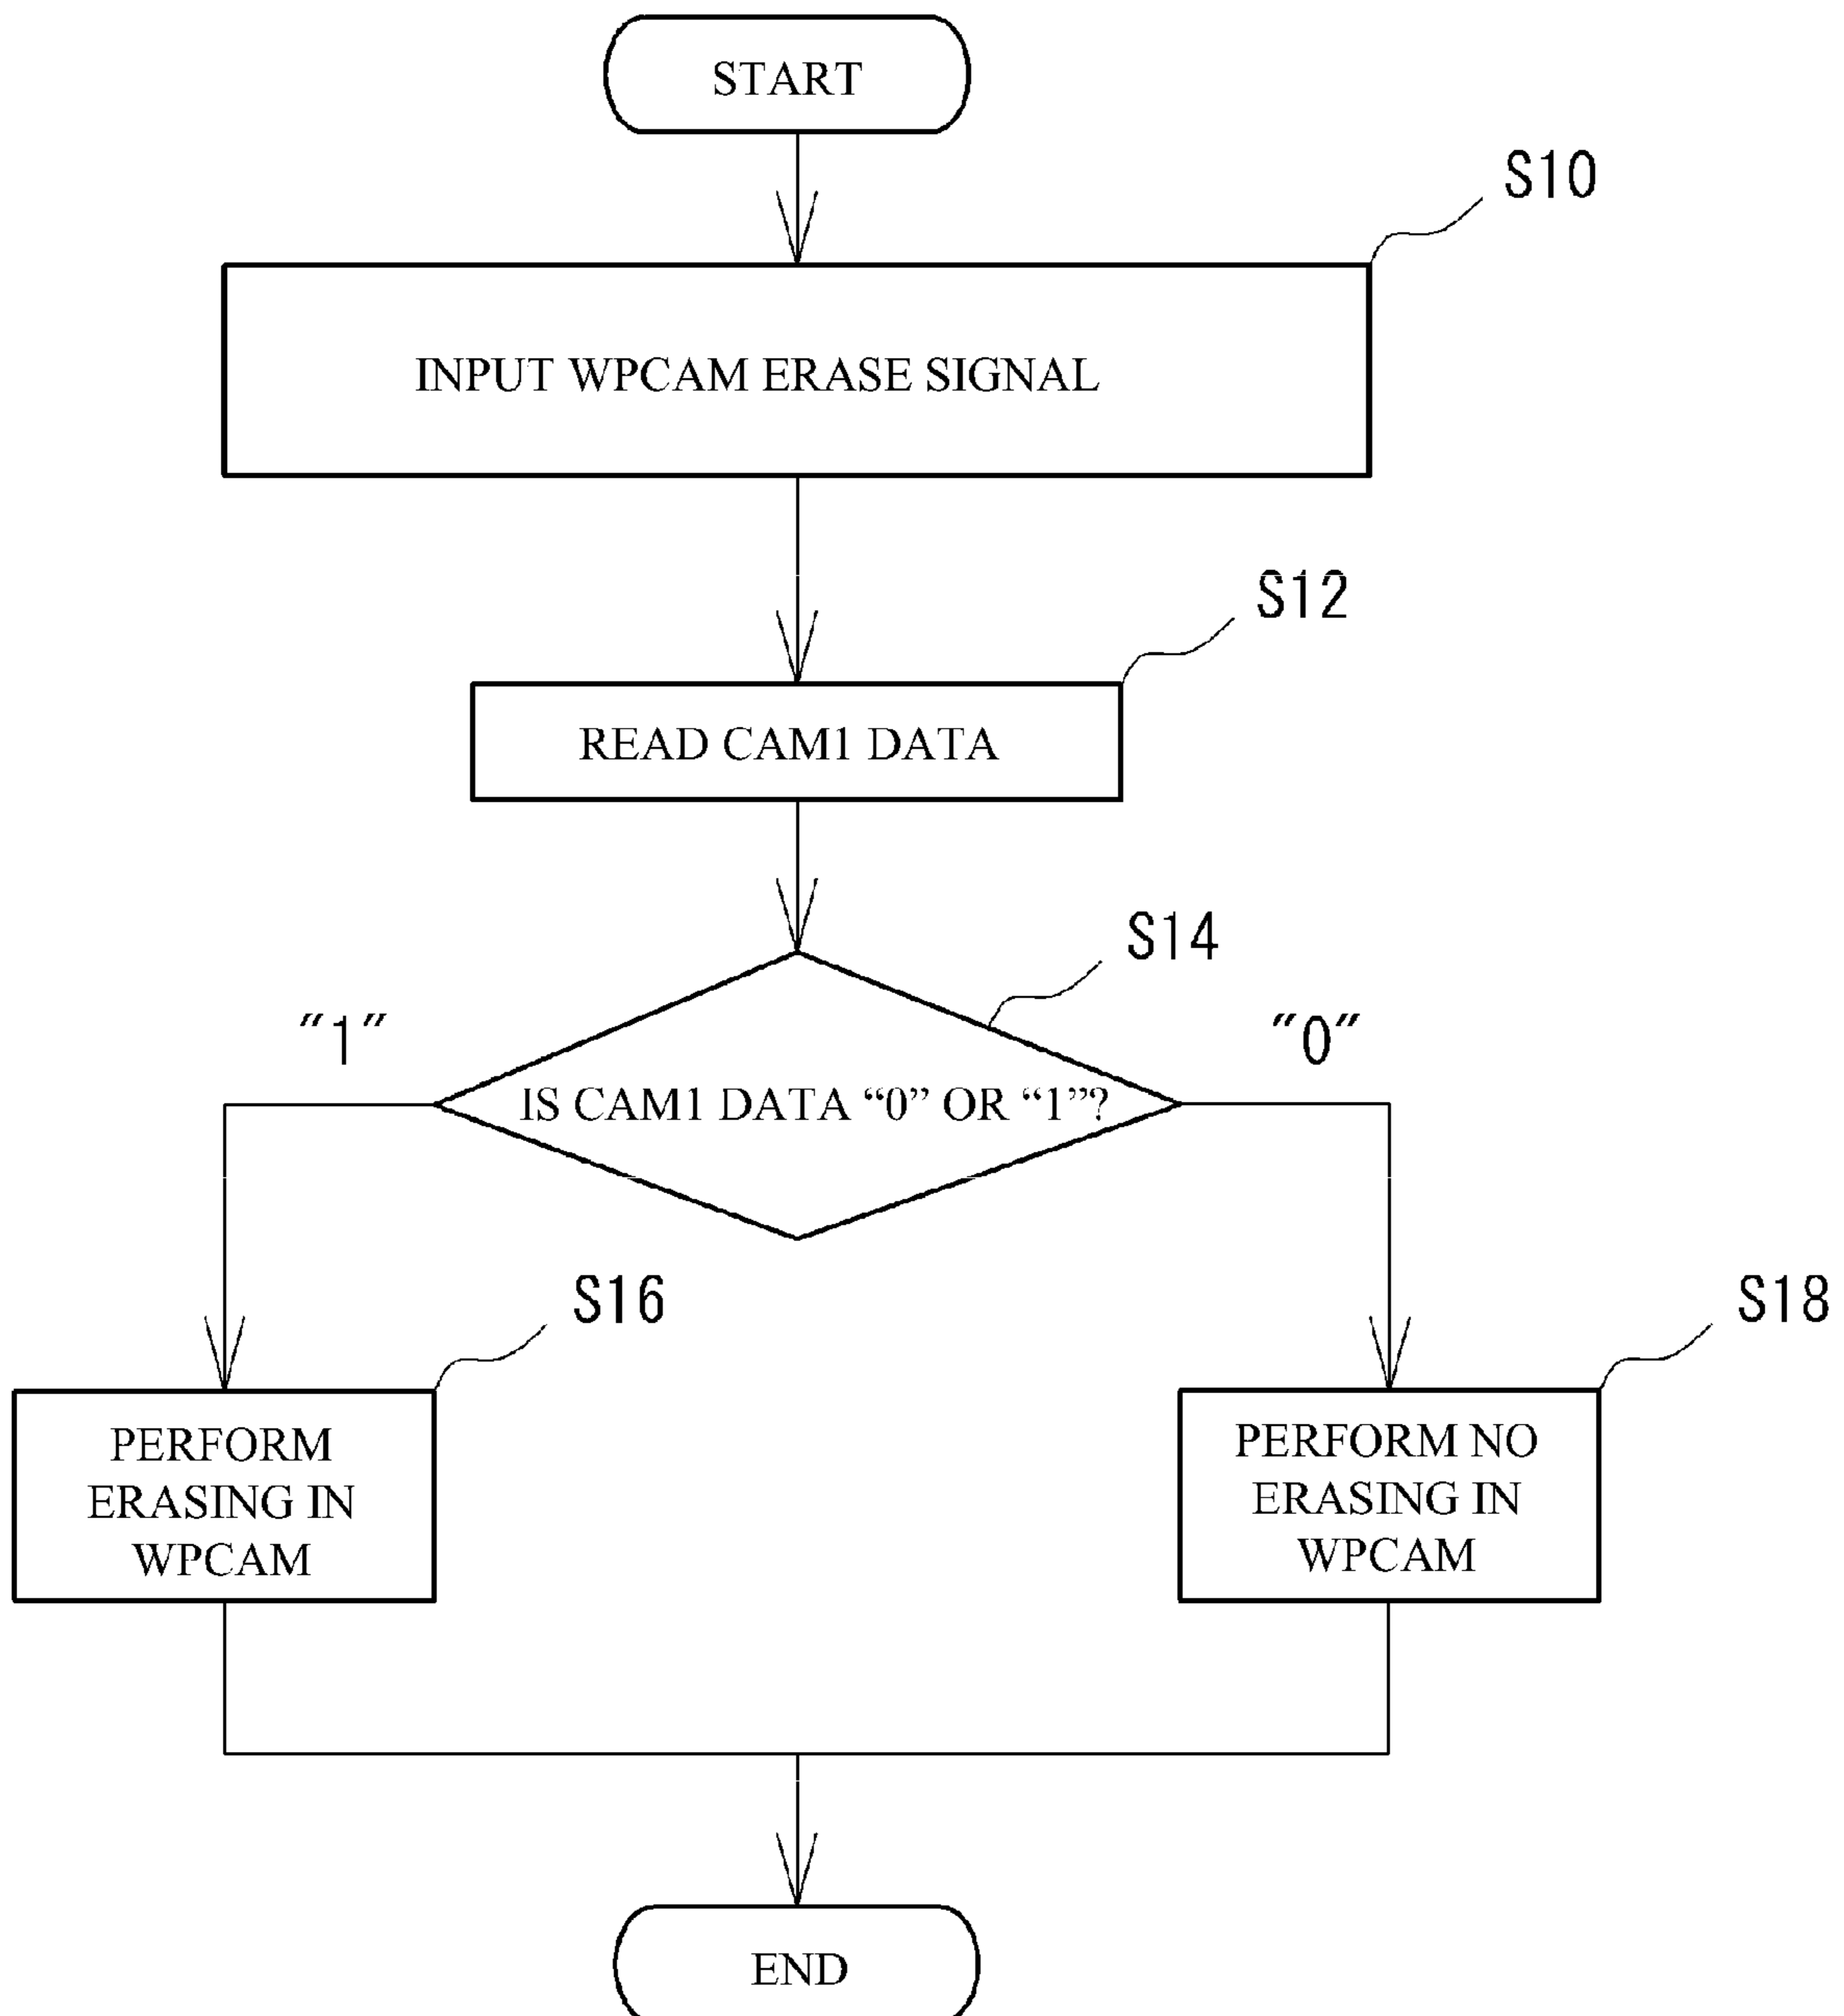 START
S10
INPUT WPCAM ERASE SIGNAL
S12
READ CAM1 DATA
S14
"1"
"0"
IS CAM1 DATA “0” OR “1”?
S16
S18
PERFORM
ERASING IN
WPCAM
PERFORM NO
ERASING IN
WPCAM
END